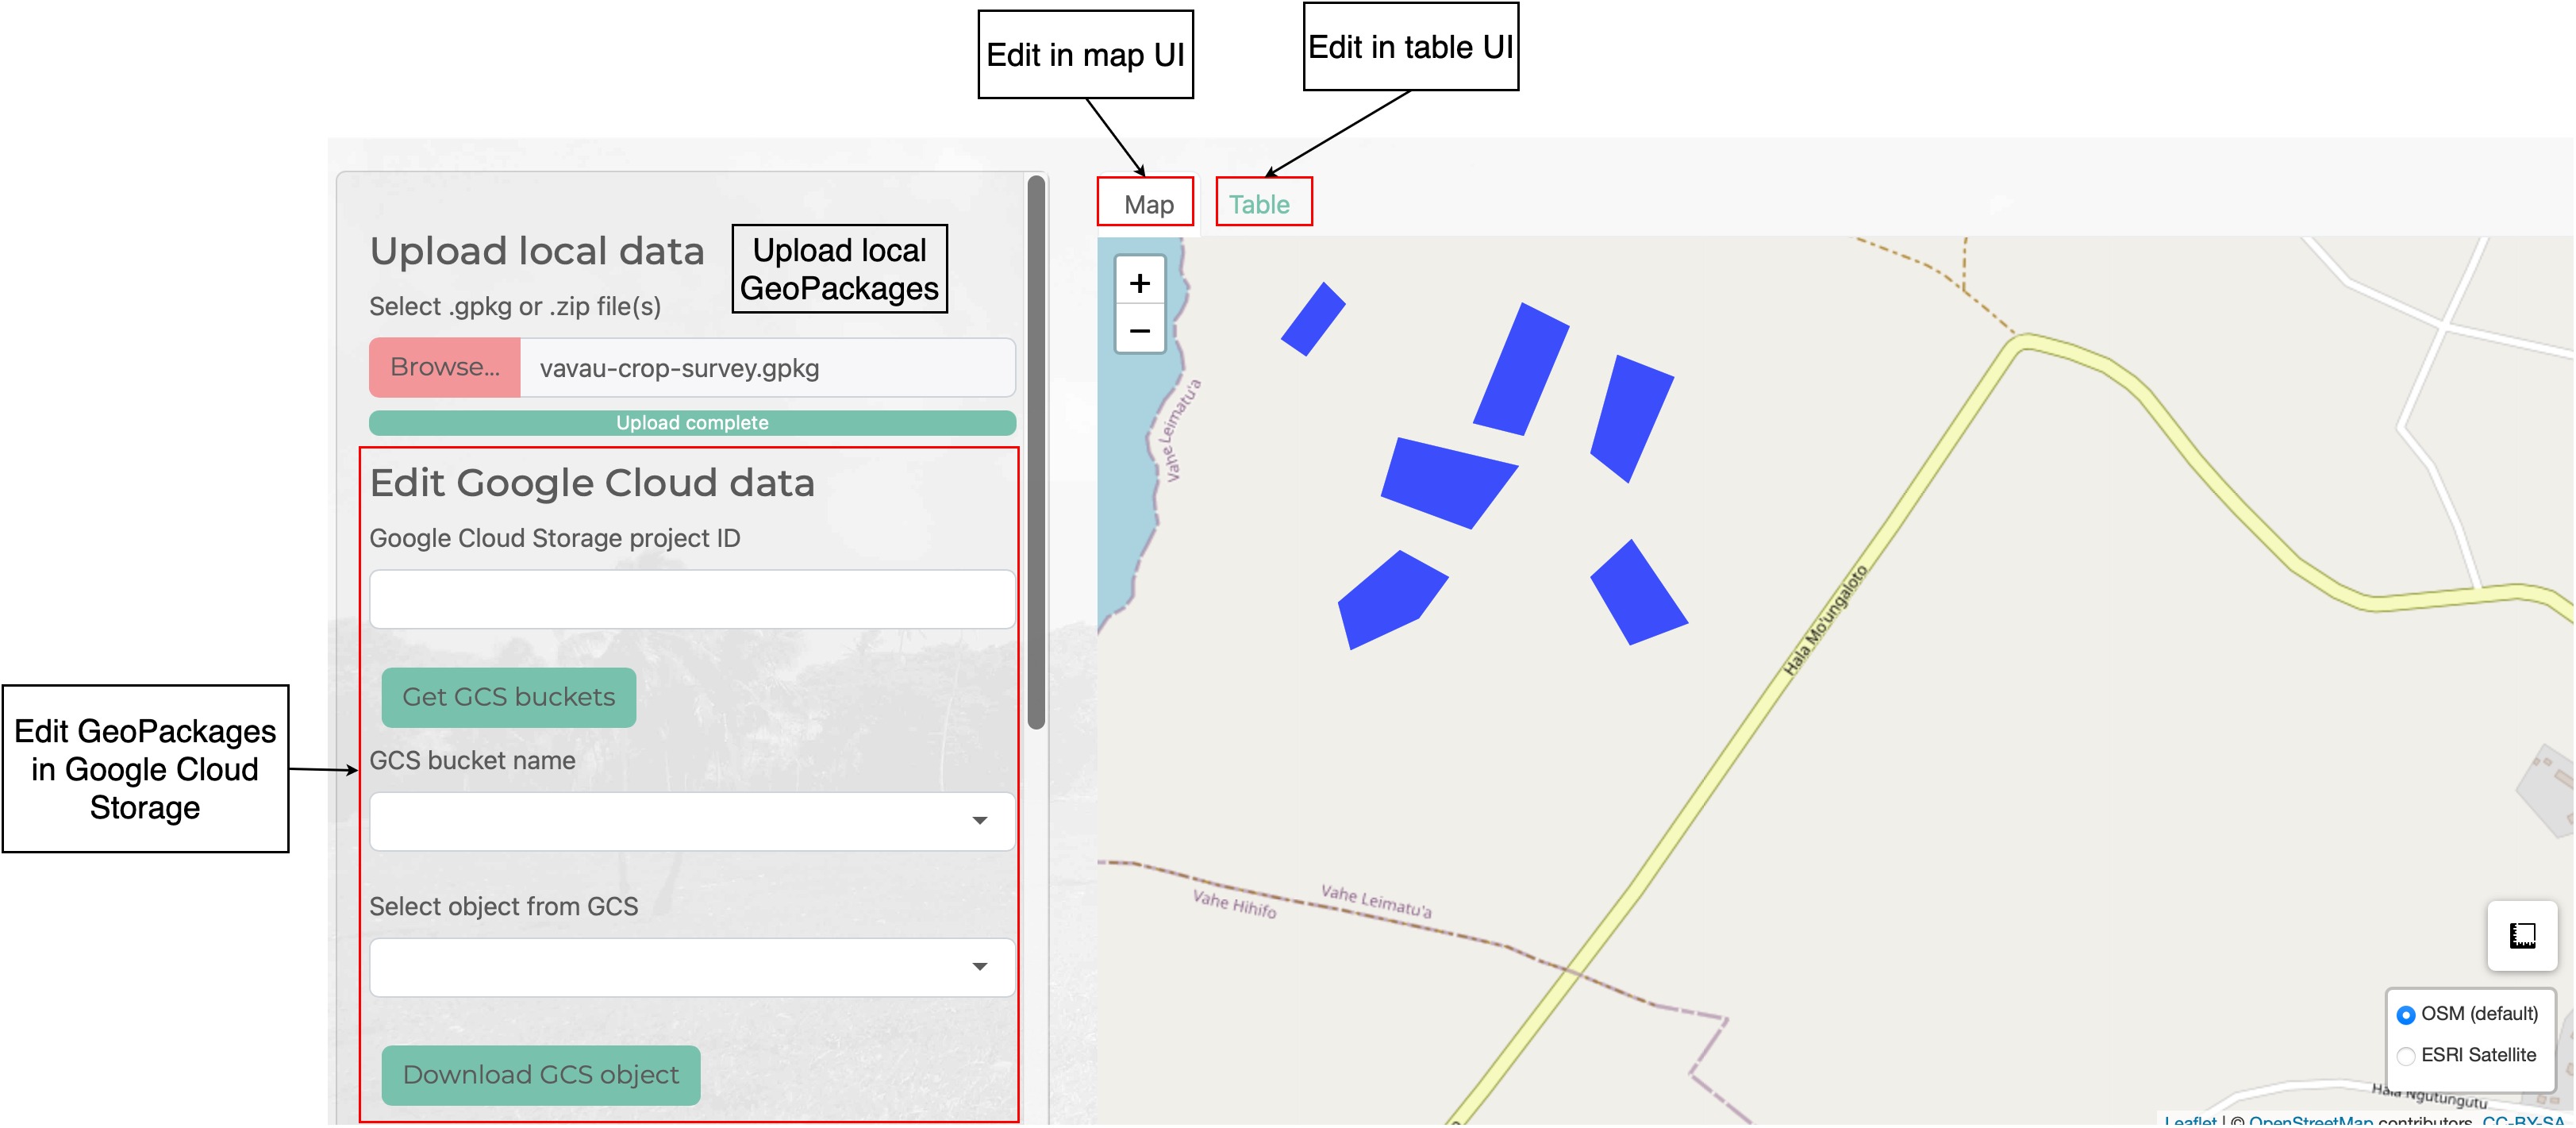 Edit in map UI
Edit in table UI
Map
Table
Upload local data
Upload local
GeoPackages
Select .gpkg or .zip file(s)
Browse...
vavau-crop-survey.gpkg
Upload complete
Edit Google Cloud data
Google Cloud Storage project ID
Get GCS buckets
GCS bucket name
Select object from GCS
Download GCS object
Edit GeoPackages
in Google Cloud
Storage
+
−
Vahe Leimatu'a
Hala Mo'ungaloto
Vahe Leimatu'a
Vahe Hihifo
OSM (default)
ESRI Satellite
Hala Ngutungutu
Leaflet | © OpenStreetMap contributors, CC-BY-SA